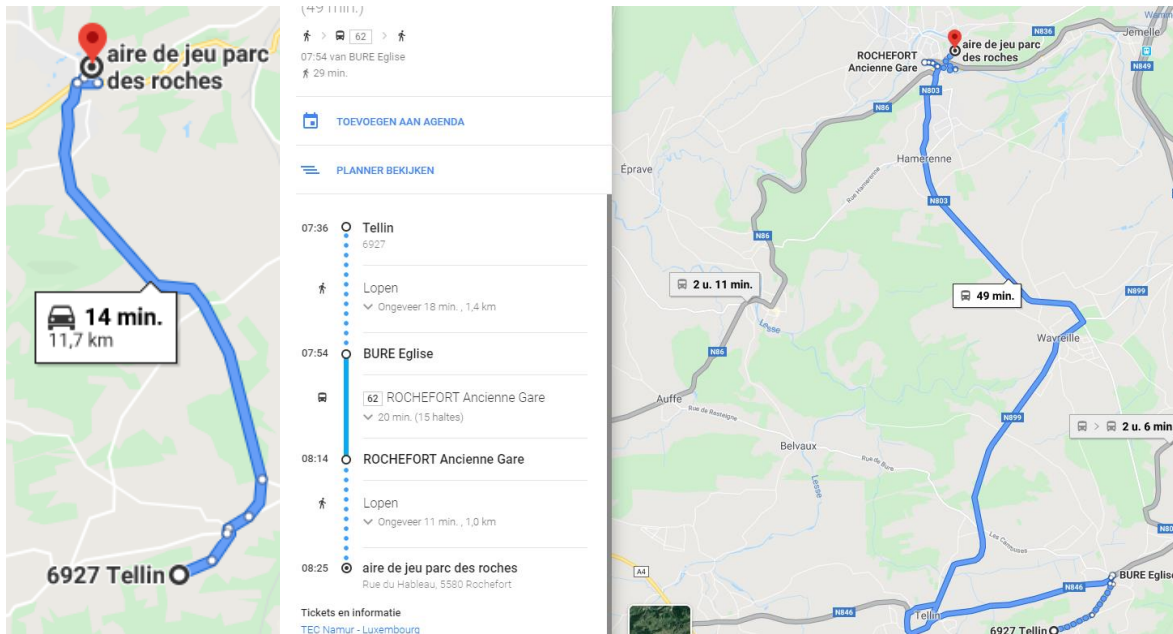 aire de jeu parc
des roches
14 min.
11,7 km
6927 Tellin
(49 min.)
62
07:54 van BURE Eglise
29 min.
TOEVOEGEN AAN AGENDA
PLANNER BEKIJKEN
07:36 Tellin
6927
Lopen
Ongeveer 18 min. , 1,4 km
07:54 BURE Eglise
62 ROCHEFORT Ancienne Gare
20 min. (15 haltes)
08:14 ROCHEFORT Ancienne Gare
Lopen
Ongeveer 11 min. , 1,0 km
08:25 aire de jeu parc des roches
Rue du Hableau, 5580 Rochefort
Tickets en informatie
TEC Namur - Luxembourg
N836
Jemelle
aire de jeu parc
des roches
ROCHEFORT
Ancienne Gare
N849
N803
N86
Hamerenne
Éprave
Rue Hamerenne
N803
N86
2 u. 11 min.
49 min.
N899
Lesse
Wavreille
N86
Auffe
Rue de Basteigne
N899
2 u. 6 min
Belvaux
Rue de Bure
Lesse
Les Campuses
A4
BURE Eglise
N846
N846
Tellin
6927 Tellin